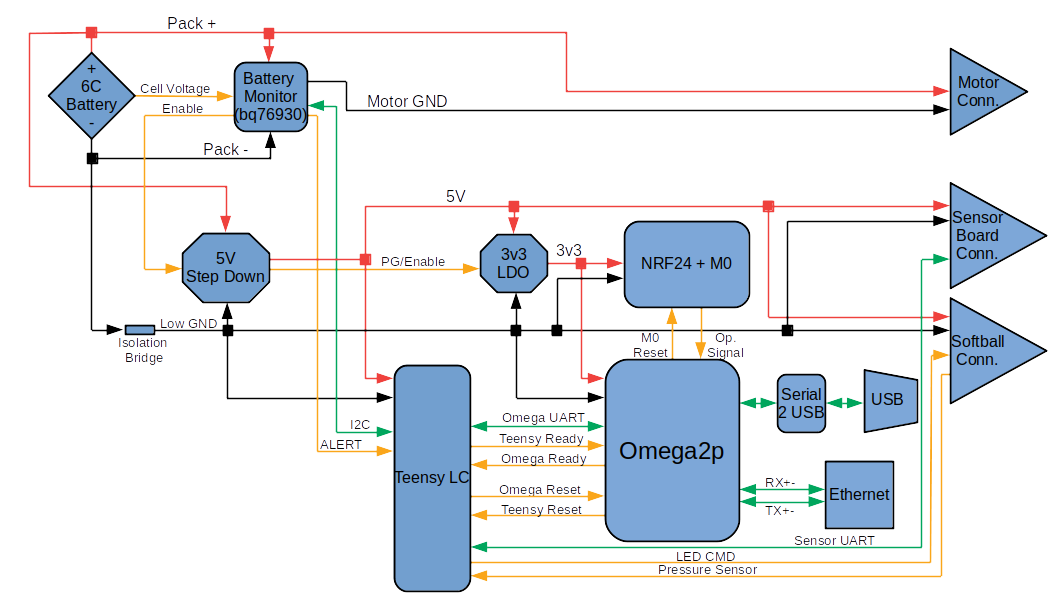 Pack +
+
6C
Battery
-
Cell Voltage
Enable
Battery
Monitor
(bq76930)
Motor GND
Motor
Conn.
Pack -
5V
Sensor
Board
Conn.
5V
Step Down
PG/Enable
3v3
LDO
3v3
NRF24 + M0
Low GND
Isolation
Bridge
M0
Reset
Op.
Signal
Softball
Conn.
I2C
ALERT
Teensy LC
Omega UART
Teensy Ready
Omega Ready
Omega Reset
Teensy Reset
Omega2p
Serial
2 USB
USB
RX+-
TX+-
Ethernet
Sensor UART
LED CMD
Pressure Sensor